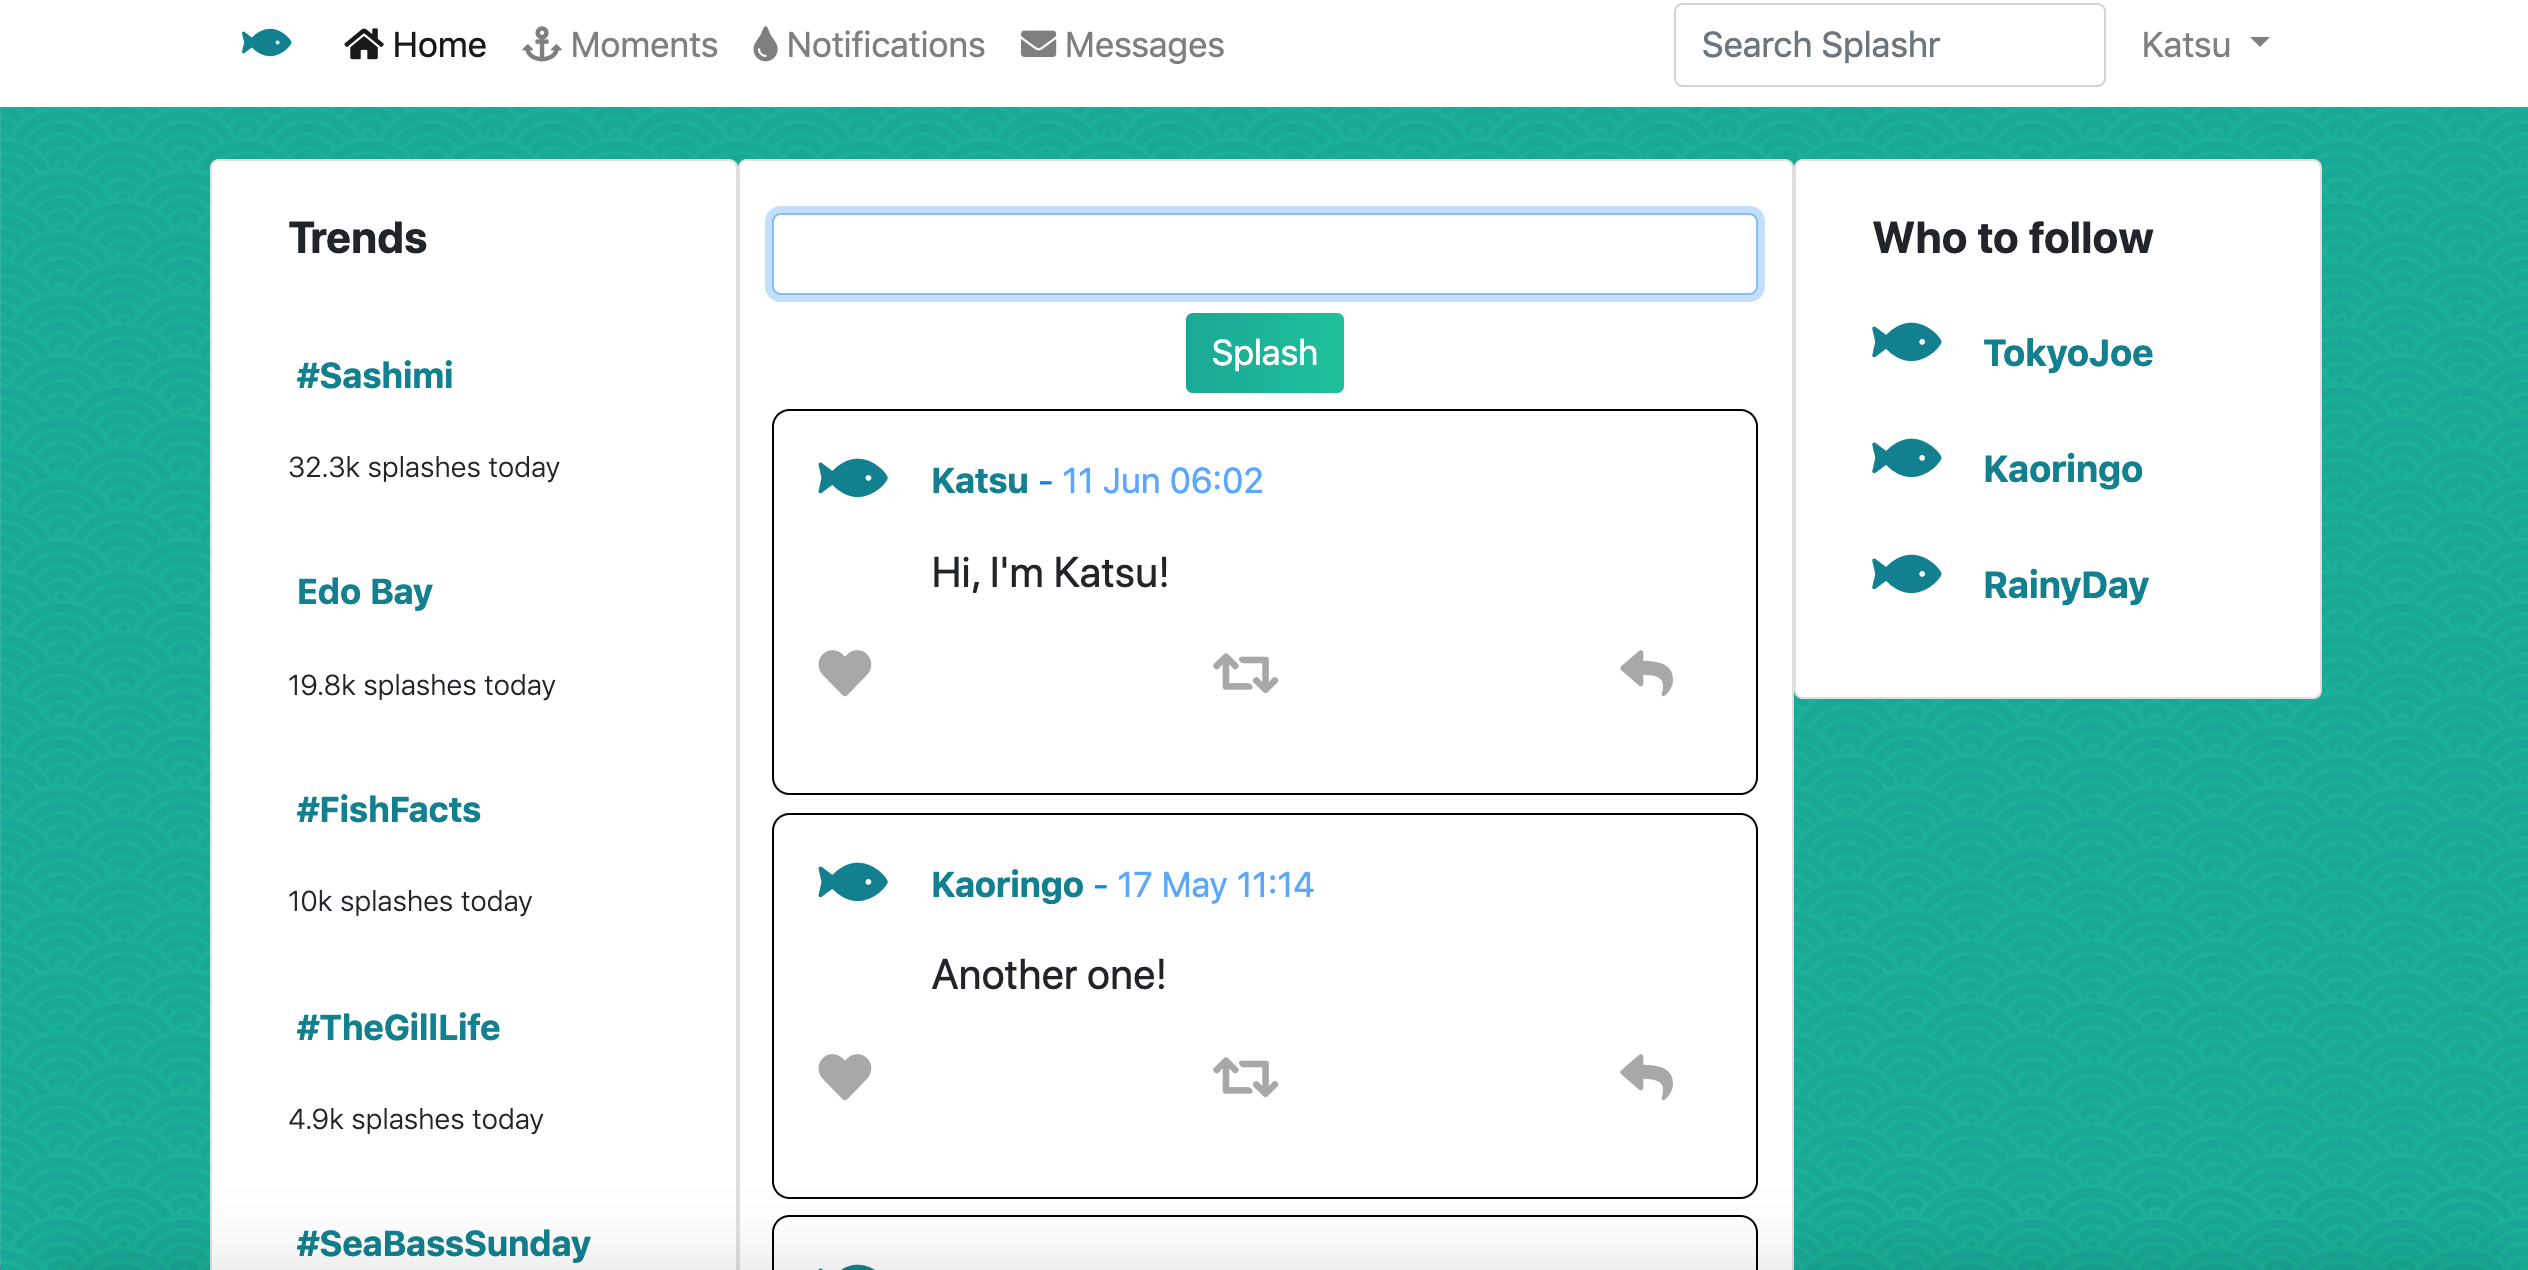 Home Moments Notifications Messages Search Splashr Katsu
Trends
#Sashimi
32.3k splashes today
Edo Bay
19.8k splashes today
#FishFacts
10k splashes today
#TheGillLife
4.9k splashes today
#SeaBassSunday
Splash
Katsu - 11 Jun 06:02
Hi, I'm Katsu!
Kaoringo - 17 May 11:14
Another one!
Who to follow
TokyoJoe
Kaoringo
RainyDay